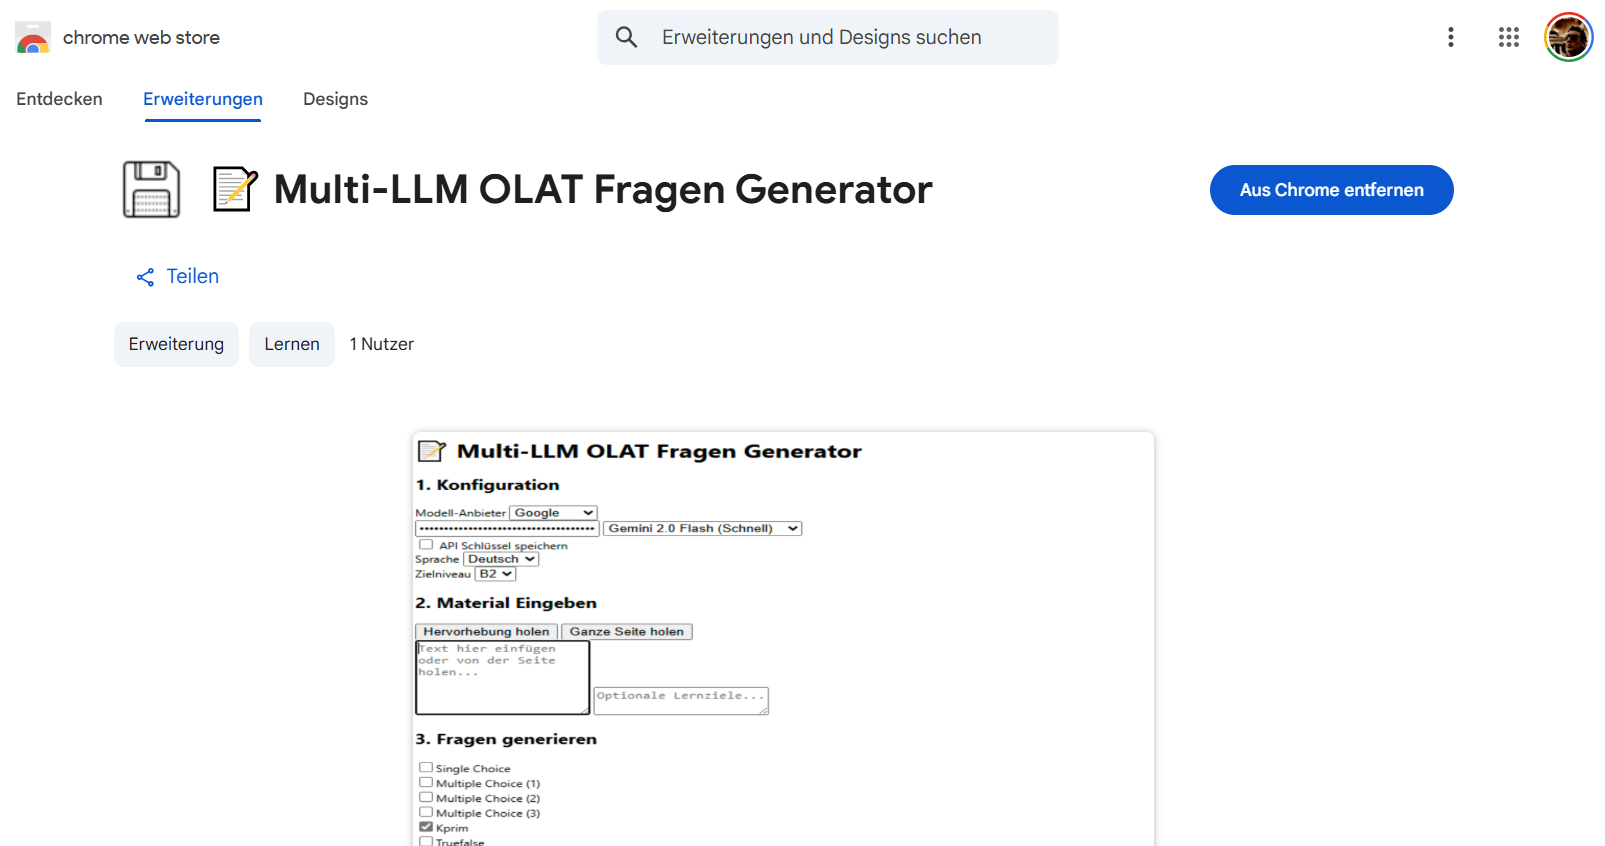 chrome web store
Erweiterungen und Designs suchen
Entdecken
Erweiterungen
Designs
Multi-LLM OLAT Fragen Generator
Aus Chrome entfernen
Teilen
Erweiterung
Lernen
1 Nutzer
Multi-LLM OLAT Fragen Generator
1. Konfiguration
Modell-Anbieter Google
Gemini 2.0 Flash (Schnell)
API Schlüssel speichern
Sprache Deutsch
Zielniveau B2
2. Material Eingeben
Hervorhebung holen Ganze Seite holen
Text hier einfügen
oder von der Seite
holen...
Optionale Lernziele...
3. Fragen generieren
Single Choice
Multiple Choice (1)
Multiple Choice (2)
Multiple Choice (3)
Kprim
Truefalse